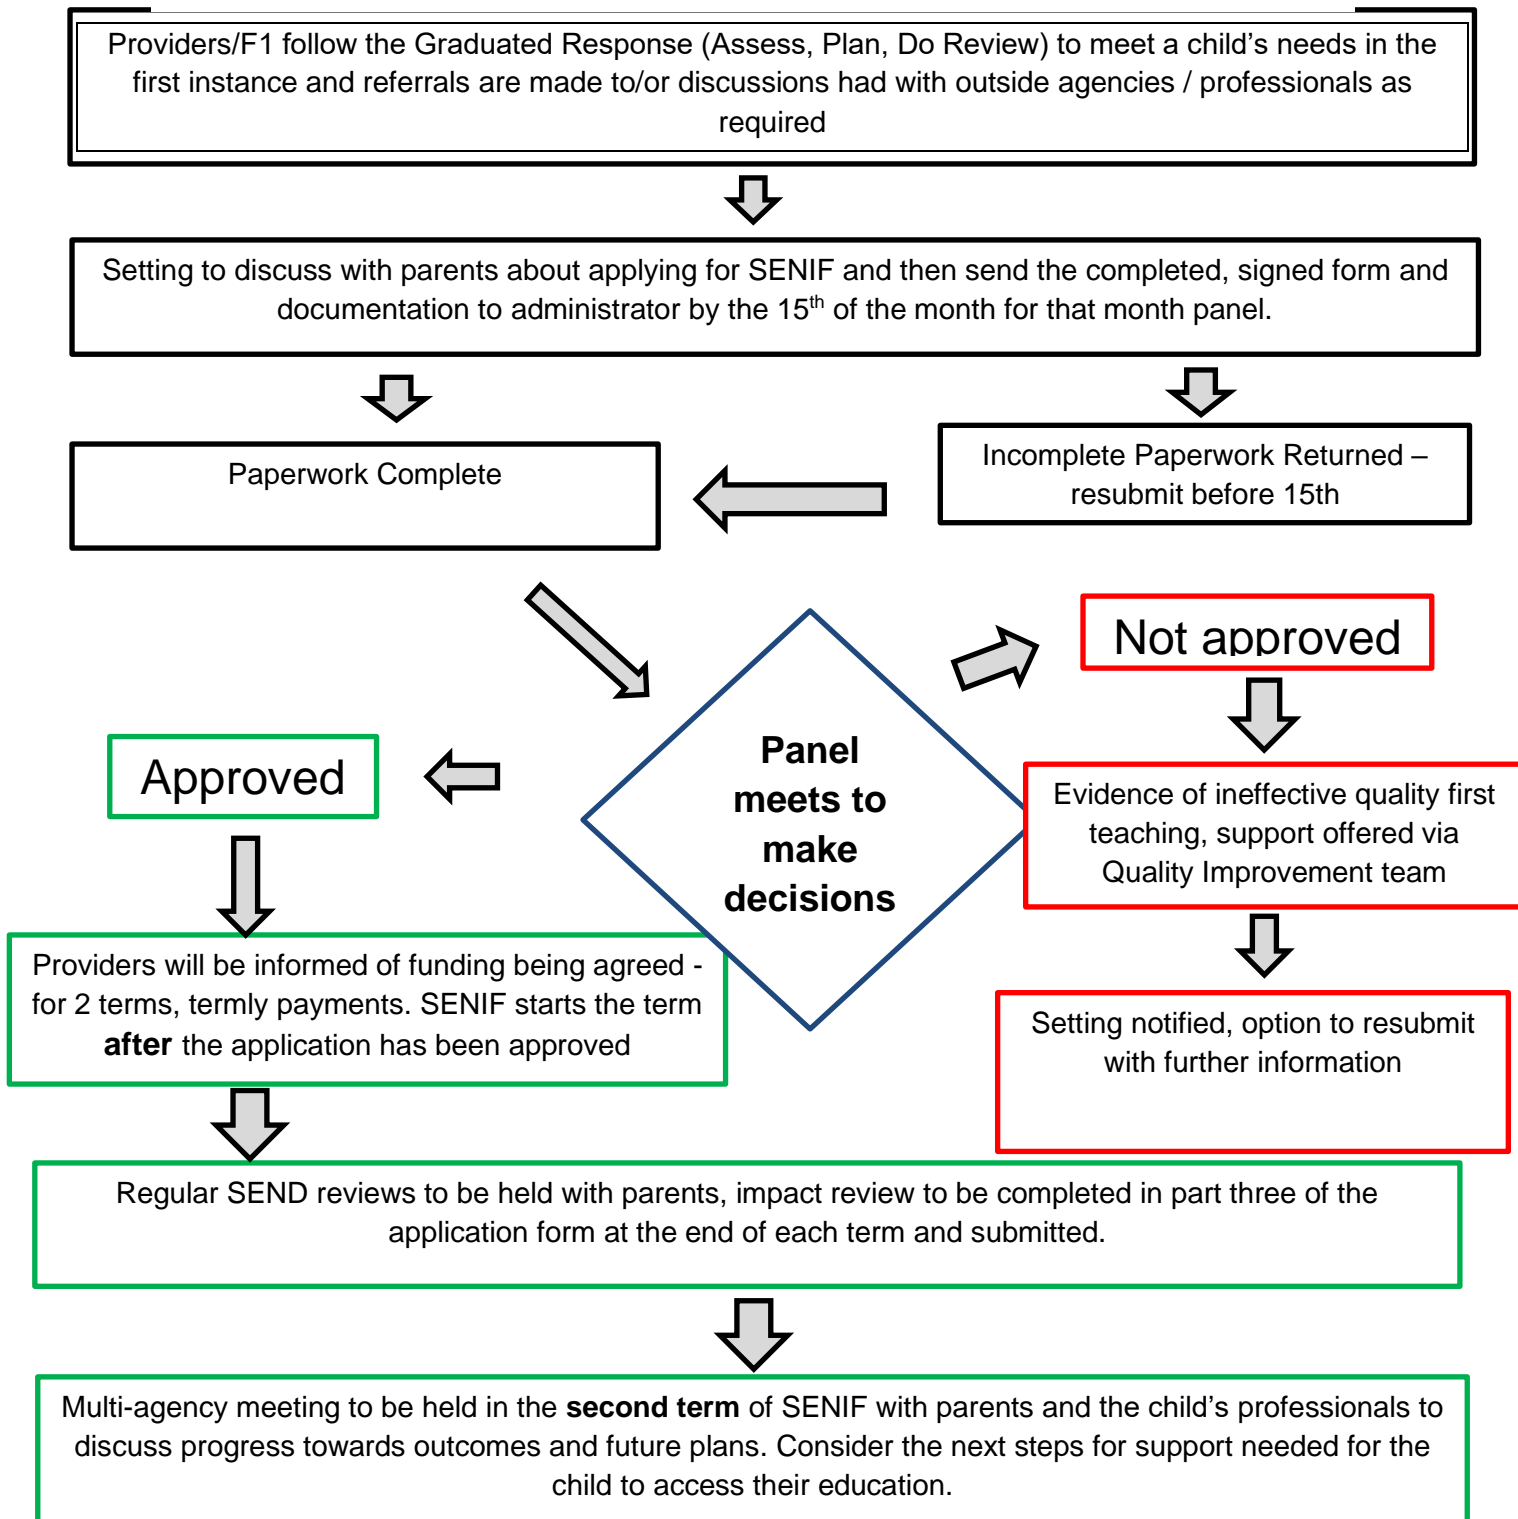 Providers/F1 follow the Graduated Response (Assess, Plan, Do Review) to meet a child’s needs in the
first instance and referrals are made to/or discussions had with outside agencies / professionals as
required
Setting to discuss with parents about applying for SENIF and then send the completed, signed form and
documentation to administrator by the 15th of the month for that month panel.
Paperwork Complete
Incomplete Paperwork Returned –
resubmit before 15th
Not approved
Approved
Panel
meets to
make
decisions
Evidence of ineffective quality first
teaching, support offered via
Quality Improvement team
Providers will be informed of funding being agreed -
for 2 terms, termly payments. SENIF starts the term
after the application has been approved
Setting notified, option to resubmit
with further information
Regular SEND reviews to be held with parents, impact review to be completed in part three of the
application form at the end of each term and submitted.
Multi-agency meeting to be held in the second term of SENIF with parents and the child’s professionals to
discuss progress towards outcomes and future plans. Consider the next steps for support needed for the
child to access their education.